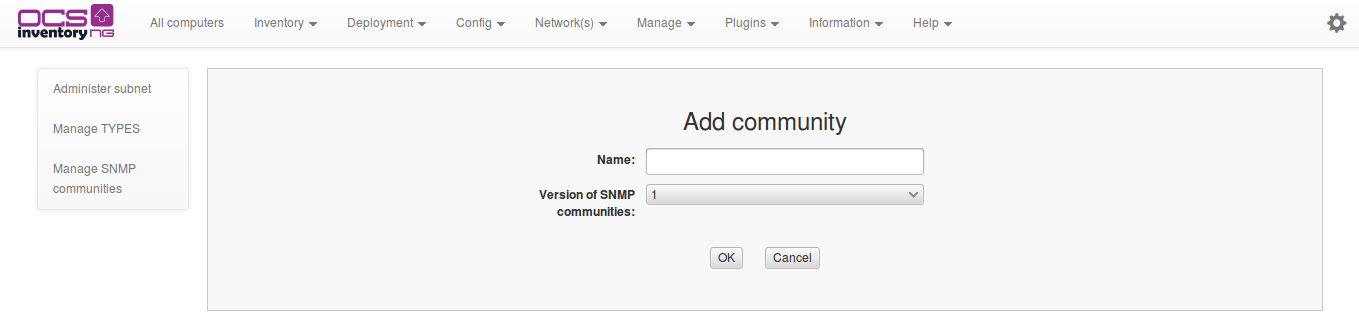 OCS
inventory NG
All computers
Inventory
Deployment
Config
Network(s)
Manage
Plugins
Information
Help
Administer subnet
Manage TYPES
Manage SNMP
communities
Add community
Name:
Version of SNMP
communities:
1
OK
Cancel